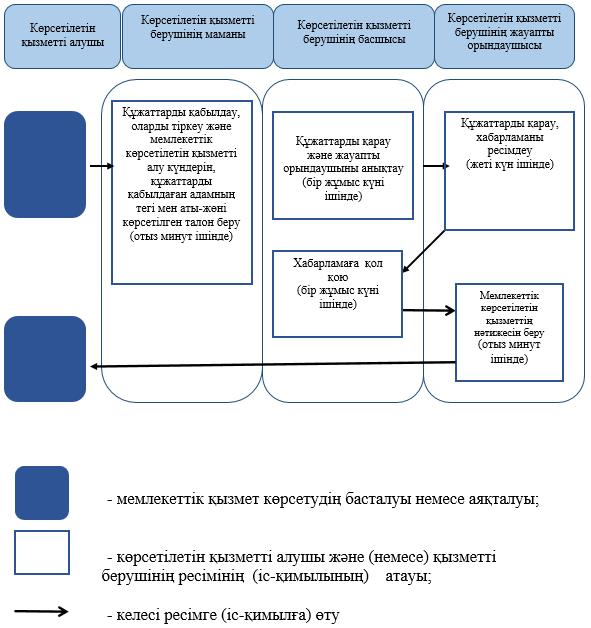 Көрсетілетін
қызметті алушы
Көрсетілетін қызметті
берушінің маманы
Көрсетілетін қызметті
берушінің басшысы
Көрсетілетін қызметті
берушінің жауапты
орындаушысы
Құжаттарды қабылдау,
оларды тіркеу және
мемлекеттік
көрсетілетін қызметті
алу күндерін,
құжаттарды
қабылдаған адамның
тегі мен аты-жөні
көрсетілген талон беру
(отыз минут ішінде)
Құжаттарды қарау
және жауапты
орындаушыны анықтау
(бір жұмыс күні
ішінде)
Құжаттарды қарау,
хабарламаны
ресімдеу
(жеті күн ішінде)
Хабарламаға қол
қою
(бір жұмыс күні
ішінде)
Мемлекеттік
көрсетілетін
қызметтің
нәтижесін беру
(отыз минут
ішінде)
- мемлекеттік қызмет көрсетудің басталуы немесе аяқталуы;
- көрсетілетін қызметті алушы және (немесе) қызметті
берушінің ресімінің (іс-қимылының) атауы;
- келесі ресімге (іс-қимылға) өту